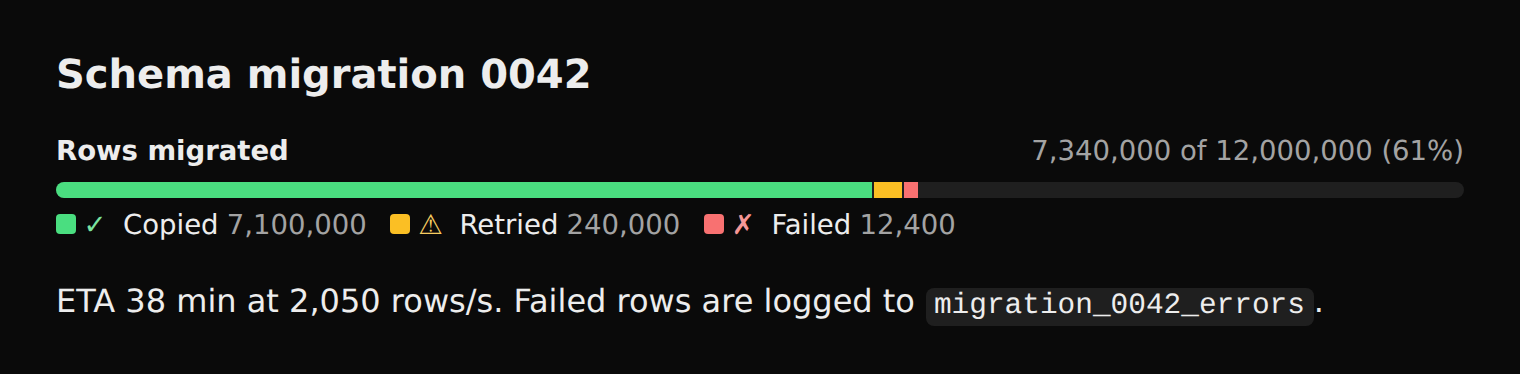 Schema migration 0042
Rows migrated 7,340,000 of 12,000,000 (61%)
✓ Copied 7,100,000 ⚠ Retried 240,000 ✗ Failed 12,400
ETA 38 min at 2,050 rows/s. Failed rows are logged to migration_0042_errors.